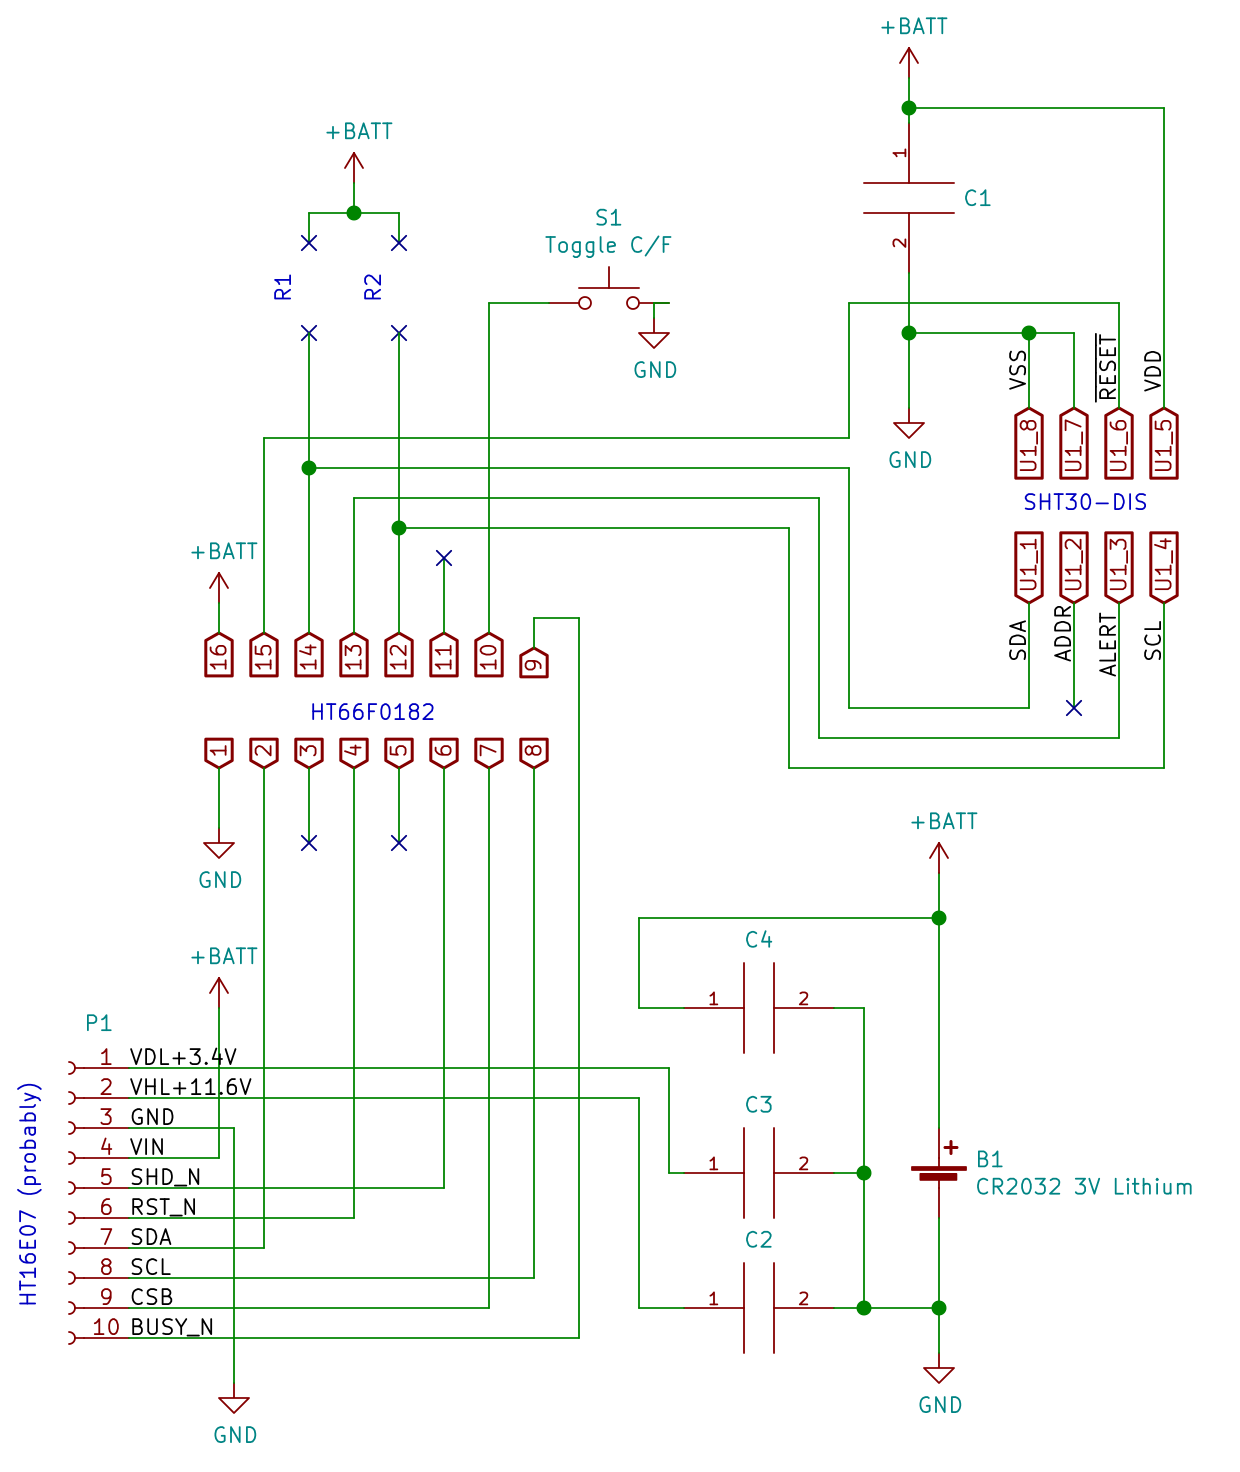 +BATT
1
C1
2
+BATT
R1
R2
S1
Toggle C/F
GND
GND
VSS
RESET
VDD
U1_8
U1_7
U1_6
U1_5
SHT30-DIS
U1_1
U1_2
U1_3
U1_4
SDA
ADDR
ALERT
SCL
+BATT
16
15
14
13
12
11
10
9
HT66F0182
1
2
3
4
5
6
7
8
GND
+BATT
P1
HT16E07 (probably)
1 VDL+3.4V
2 VHL+11.6V
3 GND
4 VIN
5 SHD_N
6 RST_N
7 SDA
8 SCL
9 CSB
10 BUSY_N
GND
+BATT
C4
1 2
C3
1 2
C2
1 2
+
B1
CR2032 3V Lithium
GND